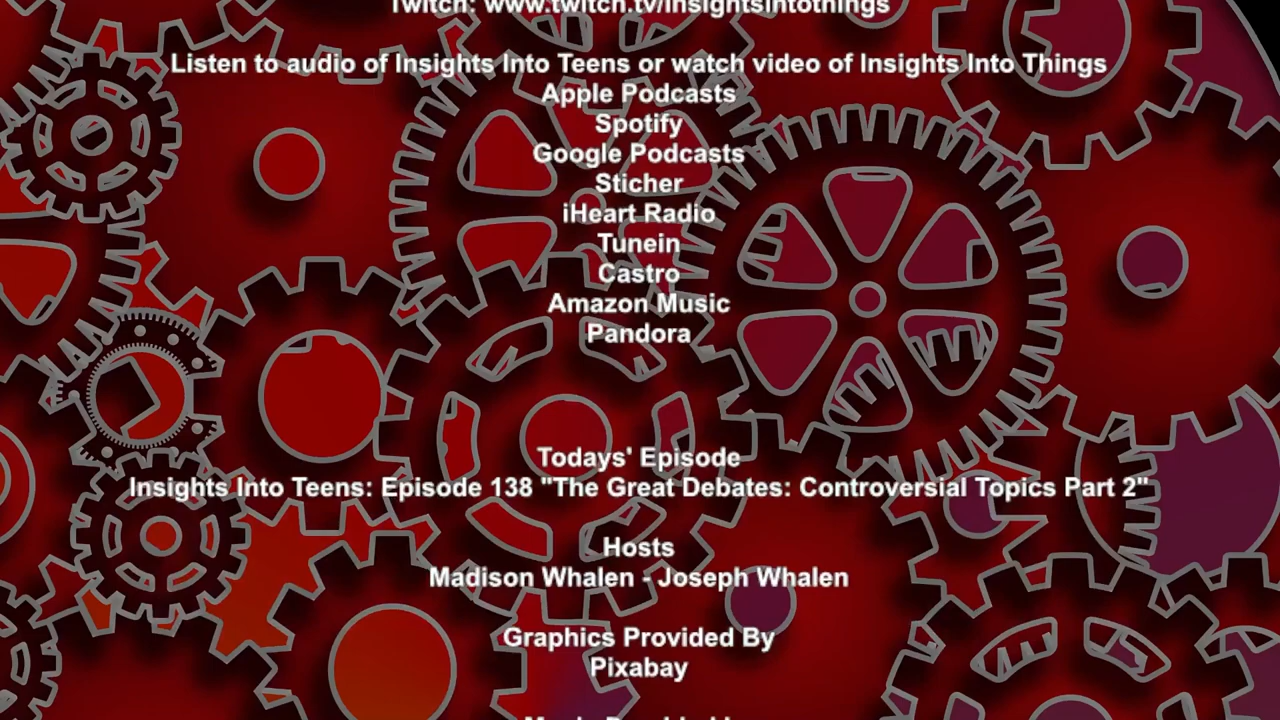 Twitch: www.twitch.tv/insightsintothings
Listen to audio of Insights Into Teens or watch video of Insights Into Things
Apple Podcasts
Spotify
Google Podcasts
Sticher
iHeart Radio
Tunein
Castro
Amazon Music
Pandora
Todays' Episode
Insights Into Teens: Episode 138 "The Great Debates: Controversial Topics Part 2"
Hosts
Madison Whalen - Joseph Whalen
Graphics Provided By
Pixabay